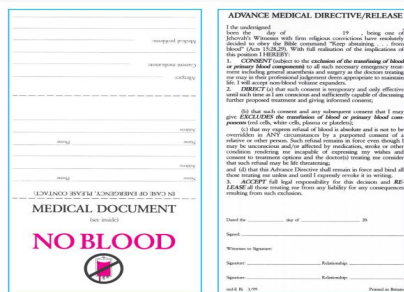 Medical problems:
Current medication:
Allergies:
Address
Phone
Name
Phone
Address
Name
IN CASE OF EMERGENCY, PLEASE CONTACT:
MEDICAL DOCUMENT
(see inside)
NO BLOOD
ADVANCE MEDICAL DIRECTIVE/RELEASE
I the undersigned
born the day of 19 , being one of
Jehovah's Witnesses with firm religious convictions have resolutely
decided to obey the Bible command "Keep abstaining . . . from
blood" (Acts 15:28,29). With full realisation of the implications of
this position I HEREBY:
1. CONSENT (subject to the exclusion of the transfusing of blood
or primary blood components) to all such necessary emergency treat-
ment including general anaesthesia and surgery as the doctors treating
me may in their professional judgement deem appropriate to maintain
life. I will accept non-blood volume expanders.
2. DIRECT (a) that such consent is temporary and only effective
until such time as I am conscious and sufficiently capable of discussing
further proposed treatment and giving informed consent;
(b) that such consent and any subsequent consent that I may
give EXCLUDES the transfusion of blood or primary blood com-
ponents (red cells, white cells, plasma or platelets);
(c) that my express refusal of blood is absolute and is not to be
overridden in ANY circumstances by a purported consent of a
relative or other person. Such refusal remains in force even though I
may be unconscious and/or affected by medication, stroke or other
condition rendering me incapable of expressing my wishes and
consent to treatment options and the doctor(s) treating me consider
that such refusal may be life threatening;
and (d) that this Advance Directive shall remain in force and bind all
those treating me unless and until I expressly revoke it in writing.
3. ACCEPT full legal responsibility for this decision and RE-
LEASE all those treating me from any liability for any consequences
resulting from such exclusion.
Dated the day of 20
Signed:
Witnesses to Signature:
Signature: Relationship:
Signature: Relationship:
md-E Bi 3/99 Printed in Britain